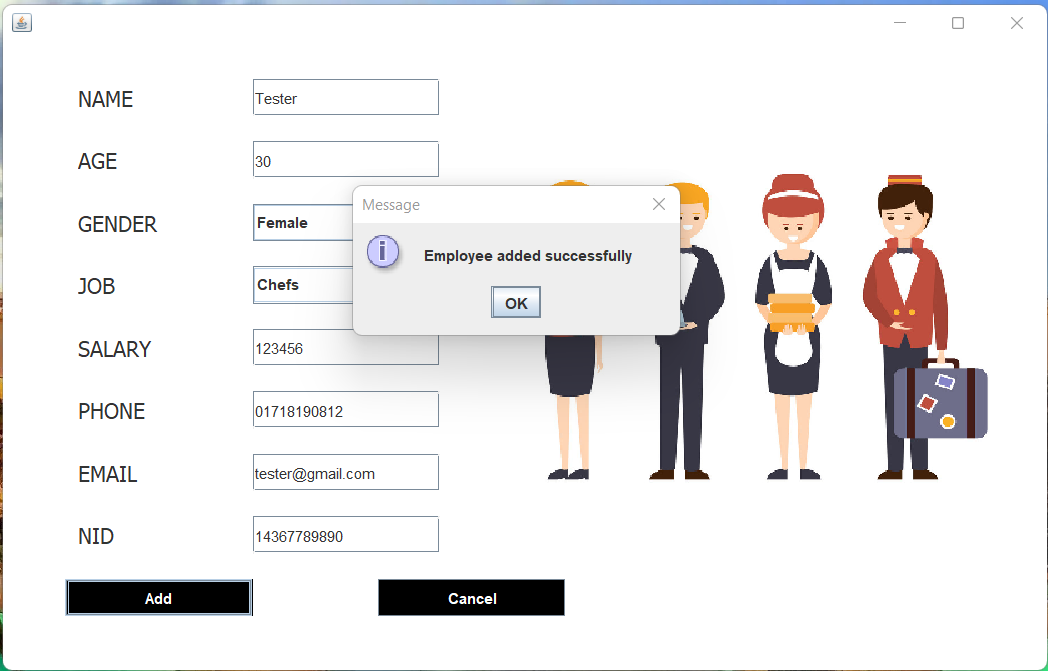 NAME
Tester
AGE
30
GENDER
Female
Message
Employee added successfully
OK
JOB
Chefs
SALARY
123456
PHONE
01718190812
EMAIL
tester@gmail.com
NID
14367789890
Add
Cancel